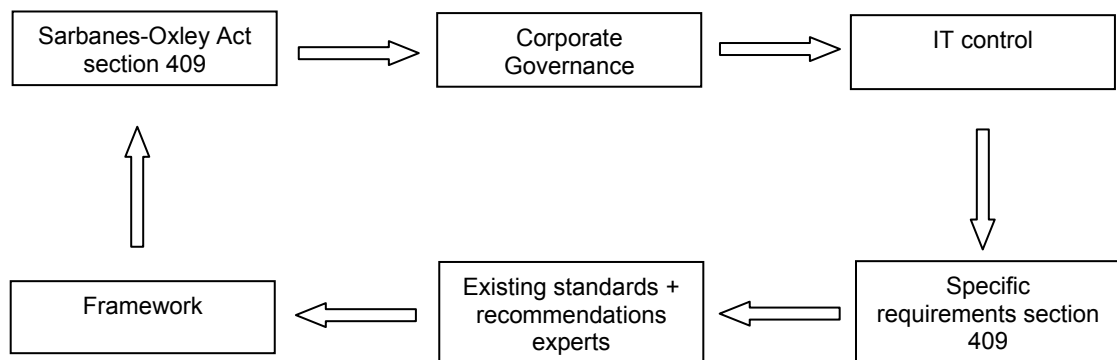 Sarbanes-Oxley Act
section 409
Corporate
Governance
IT control
Framework
Existing standards +
recommendations
experts
Specific
requirements section
409